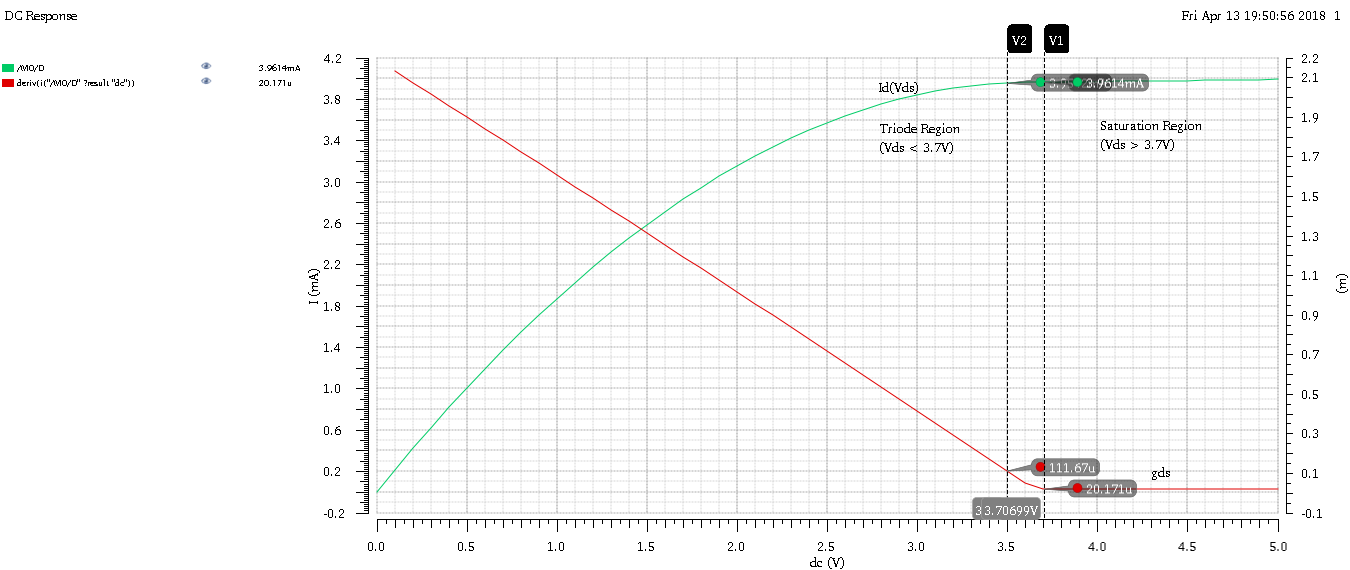 DC Response
Fri Apr 13 19:50:56 2018 1
/M0/D 3.9614mA
deriv(i("/M0/D" ?result "dc")) 20.171u
V2 V1
4.2
3.8
3.4
3.0
2.6
2.2
1.8
1.4
1.0
0.6
0.2
-0.2
I (mA)
Id(Vds)
3.9614mA
Triode Region
(Vds < 3.7V)
Saturation Region
(Vds > 3.7V)
111.67u
gds
20.171u
3.70699V
2.2
2.1
1.9
1.7
1.5
1.3
1.1
0.9
0.7
0.5
0.3
0.1
-0.1
(m)
0.0 0.5 1.0 1.5 2.0 2.5 3.0 3.5 4.0 4.5 5.0
dc (V)